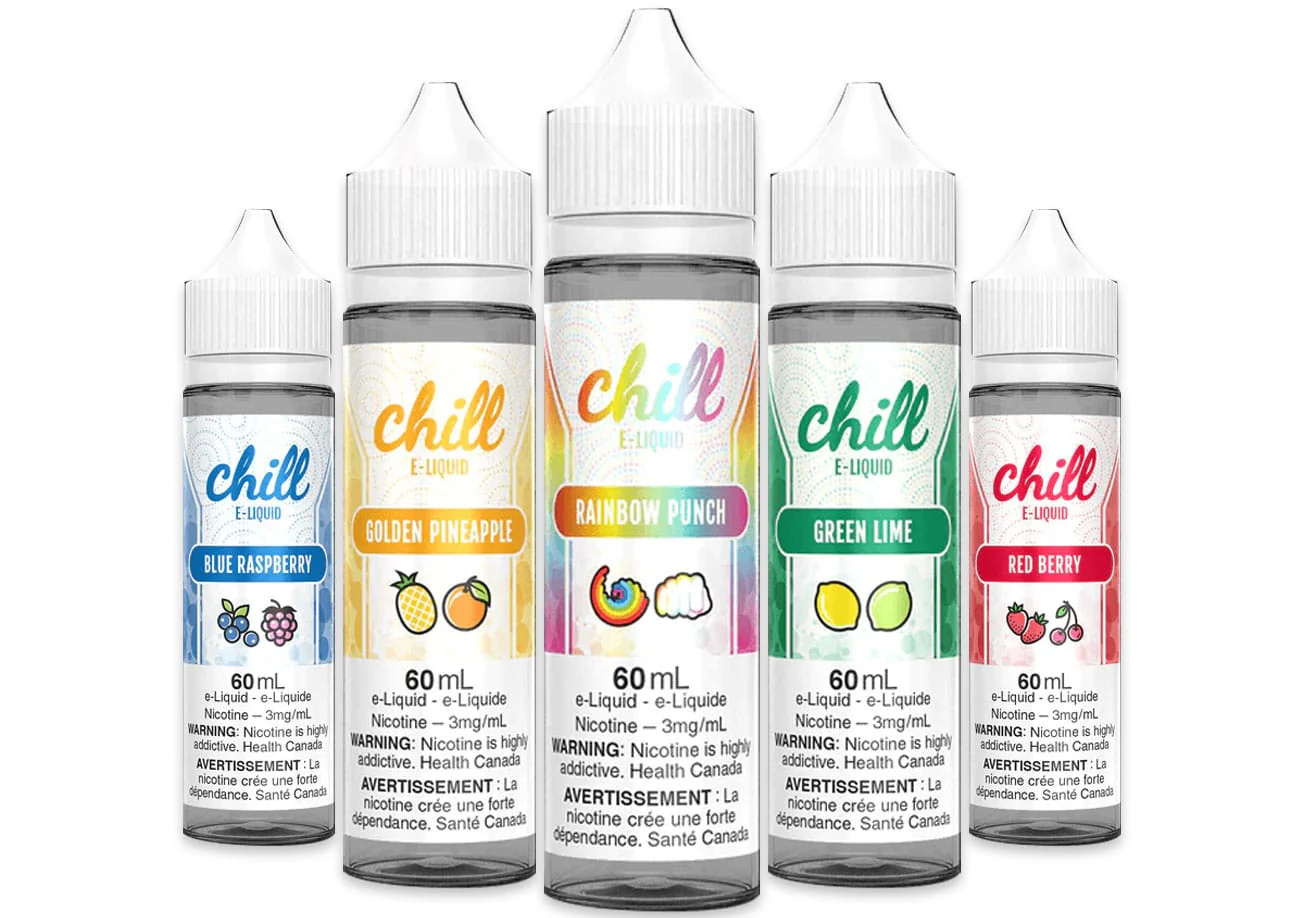 chill
E-LIQUID
BLUE RASPBERRY
60 mL
e-Liquid - e-Liquide
Nicotine — 3mg/mL
WARNING: Nicotine is highly
addictive. Health Canada
AVERTISSEMENT : La
nicotine crée une forte
dépendance. Santé Canada
chill
E-LIQUID
GOLDEN PINEAPPLE
60 mL
e-Liquid - e-Liquide
Nicotine — 3mg/mL
WARNING: Nicotine is highly
addictive. Health Canada
AVERTISSEMENT : La
nicotine crée une forte
dépendance. Santé Canada
chill
E-LIQUID
RAINBOW PUNCH
60 mL
e-Liquid - e-Liquide
Nicotine — 3mg/mL
WARNING: Nicotine is highly
addictive. Health Canada
AVERTISSEMENT : La
nicotine crée une forte
dépendance. Santé Canada
chill
E-LIQUID
GREEN LIME
60 mL
e-Liquid - e-Liquide
Nicotine — 3mg/mL
WARNING: Nicotine is highly
addictive. Health Canada
AVERTISSEMENT : La
nicotine crée une forte
dépendance. Santé Canada
chill
E-LIQUID
RED BERRY
60 mL
e-Liquid - e-Liquide
Nicotine — 3mg/mL
WARNING: Nicotine is highly
addictive. Health Canada
AVERTISSEMENT : La
nicotine crée une forte
dépendance. Santé Canada